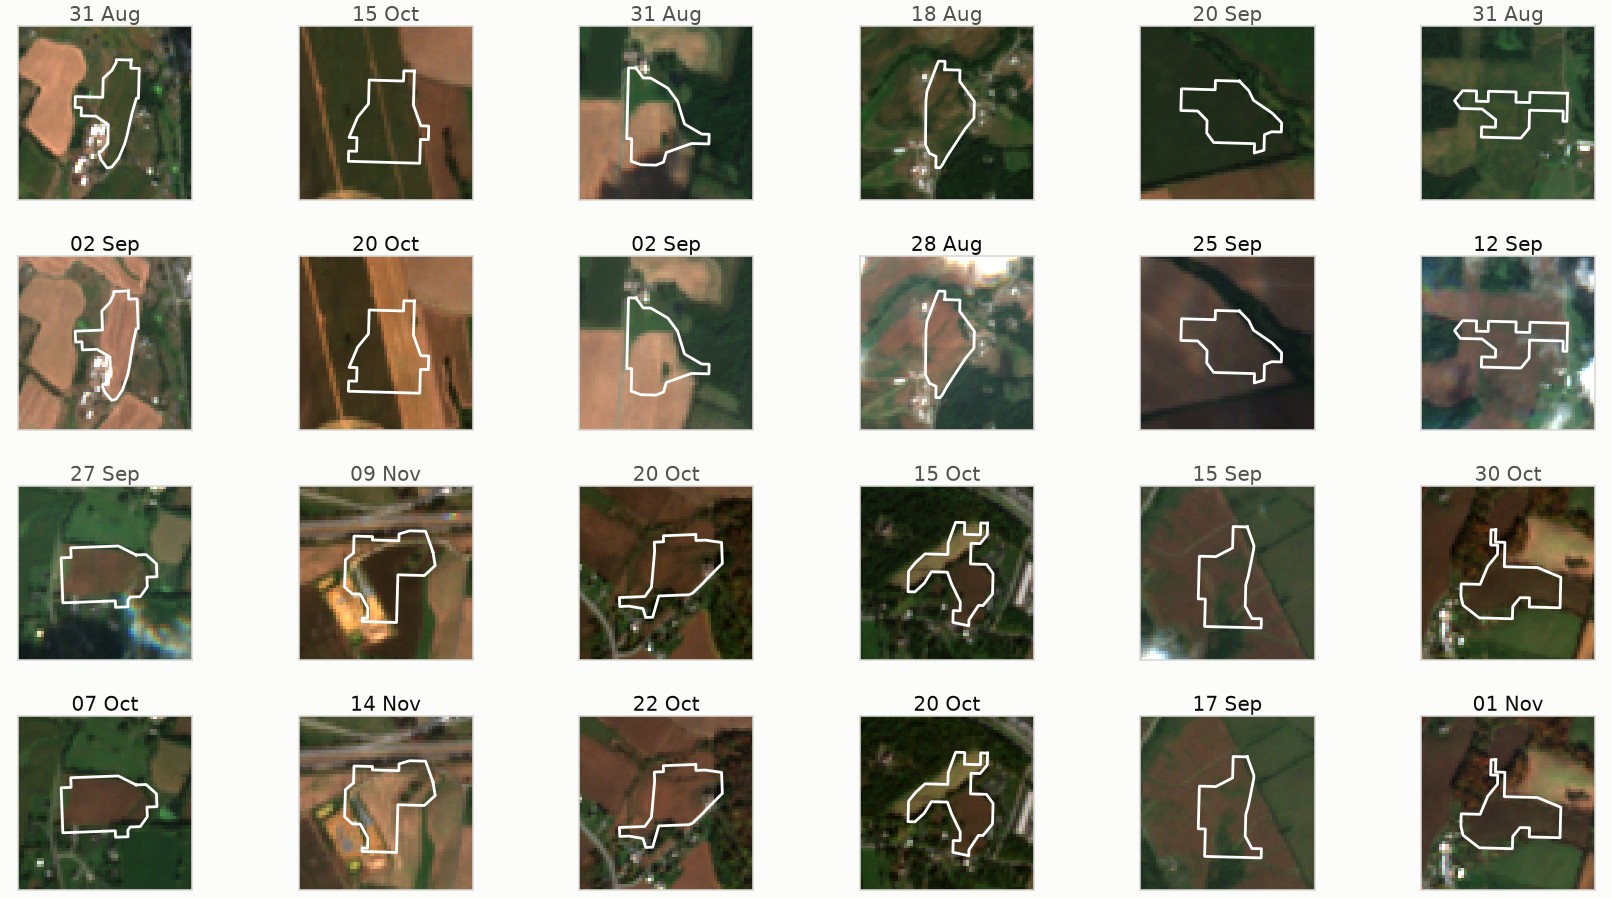 31 Aug
15 Oct
31 Aug
18 Aug
20 Sep
31 Aug
02 Sep
20 Oct
02 Sep
28 Aug
25 Sep
12 Sep
27 Sep
09 Nov
20 Oct
15 Oct
15 Sep
30 Oct
07 Oct
14 Nov
22 Oct
20 Oct
17 Sep
01 Nov